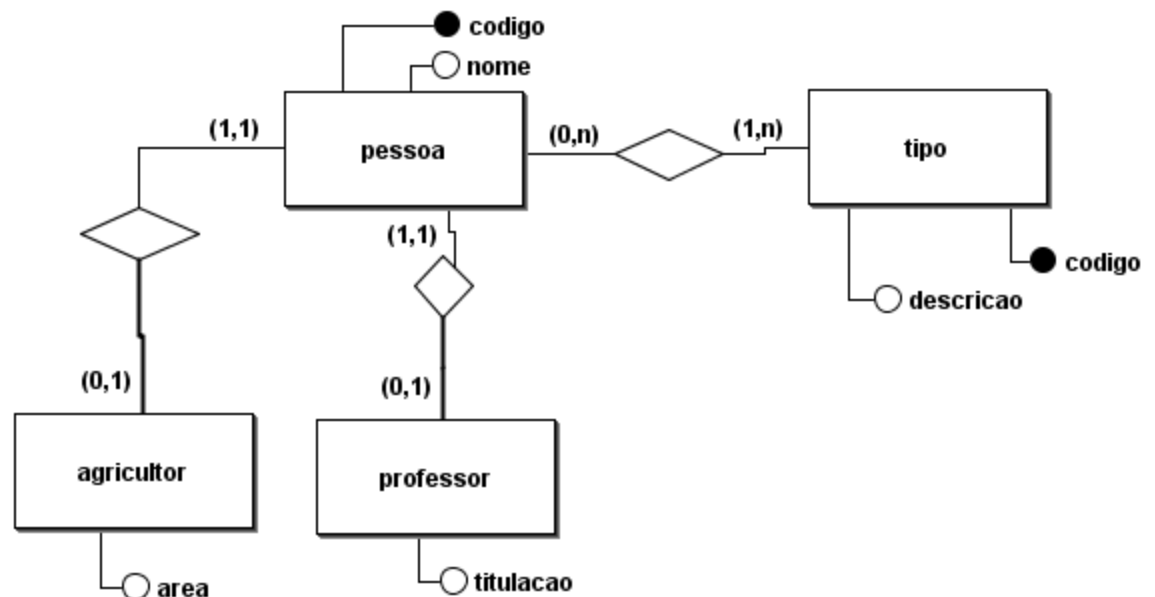 codigo
nome
(1,1)
pessoa
(0,n)
(1,n)
tipo
(1,1)
codigo
descricao
(0,1)
(0,1)
agricultor
professor
area
titulacao